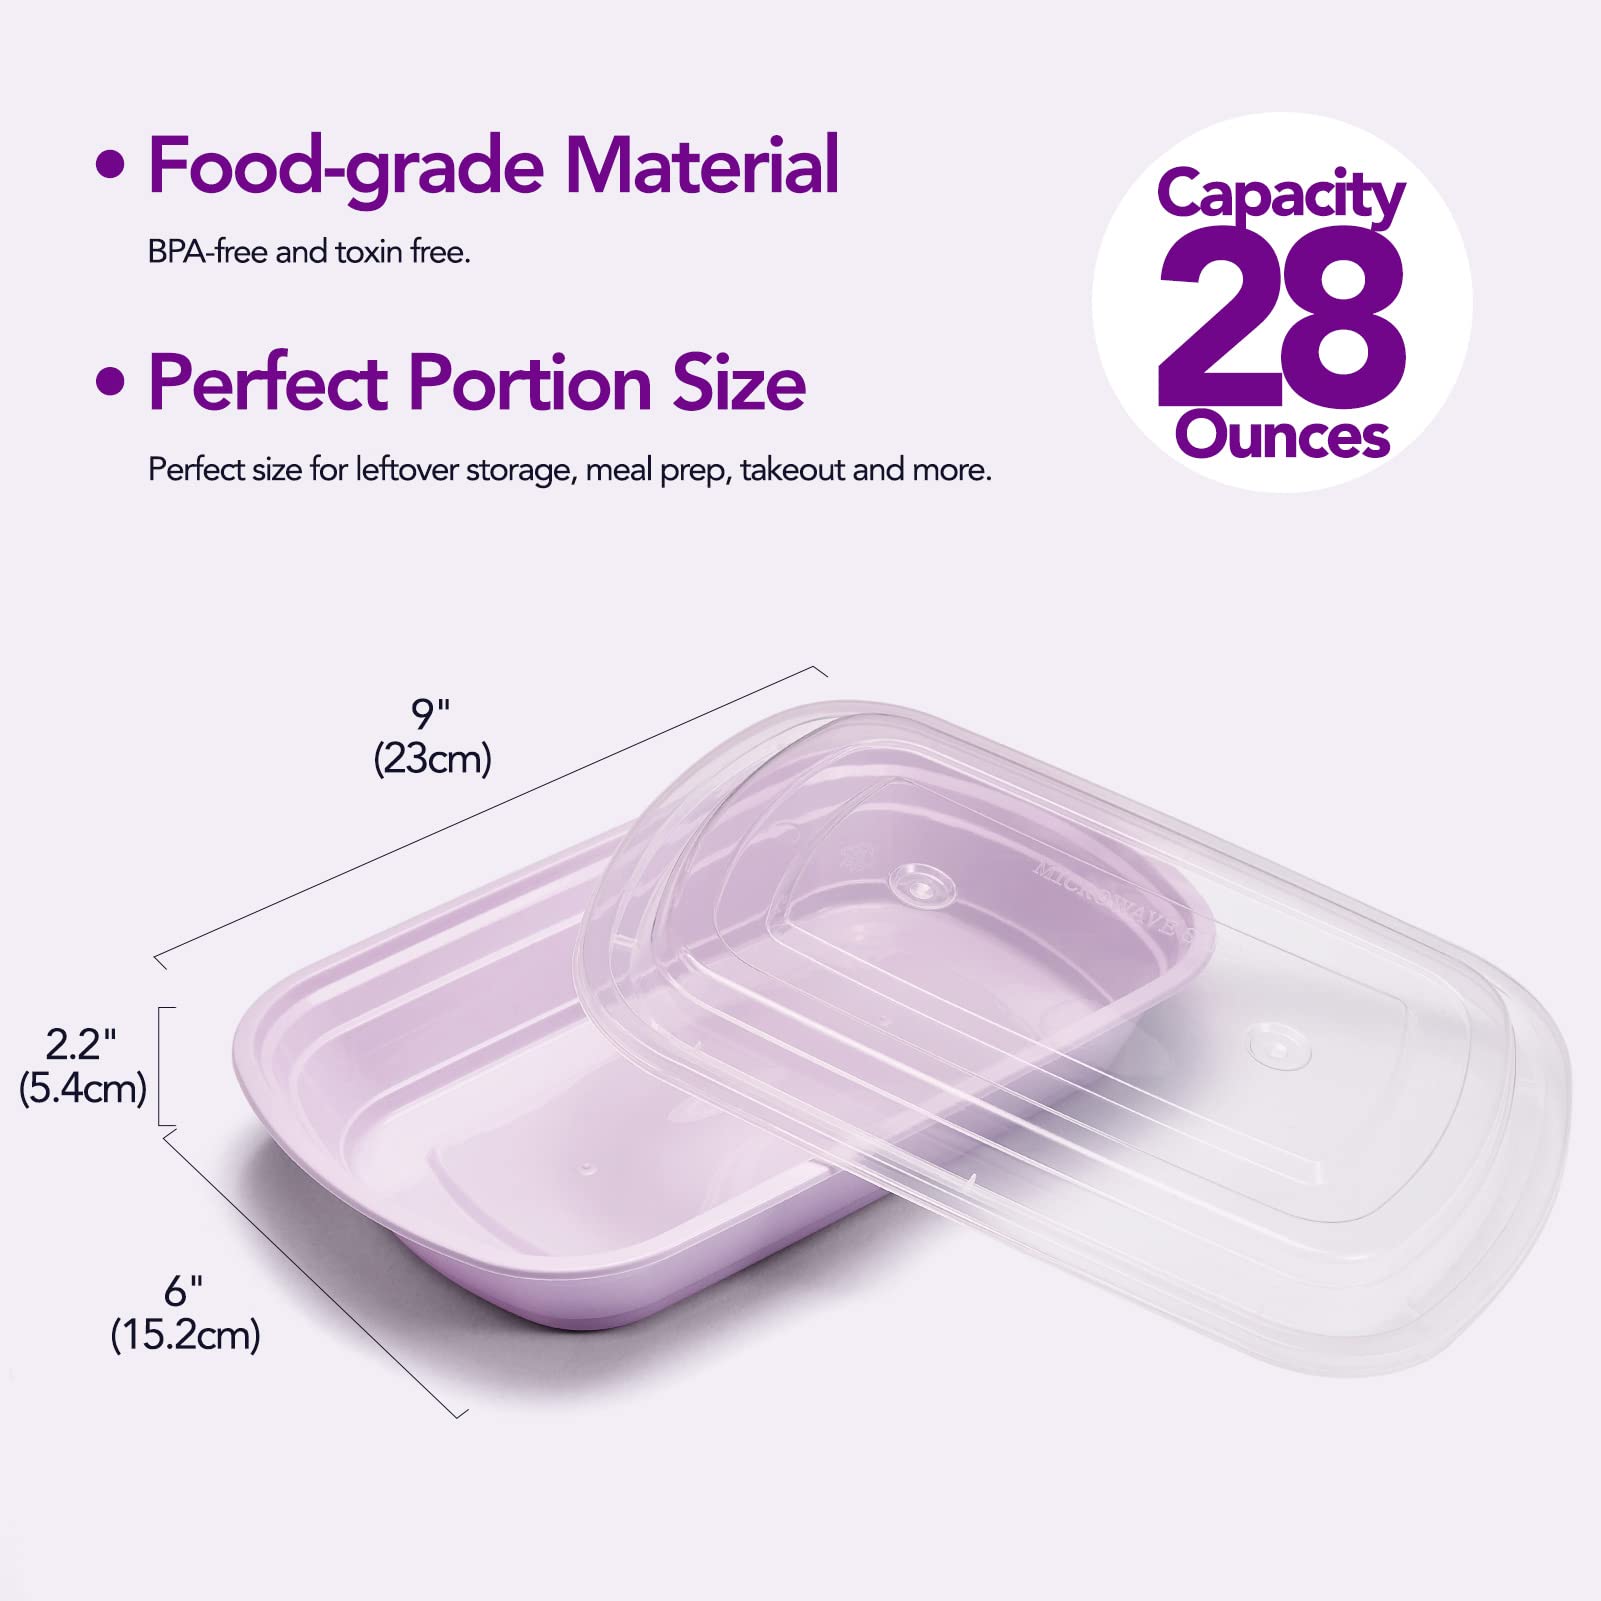 • Food-grade Material
BPA-free and toxin free.
• Perfect Portion Size
Perfect size for leftover storage, meal prep, takeout and more.
Capacity
28
Ounces
9"
(23cm)
2.2"
(5.4cm)
6"
(15.2cm)
MICROWAVE